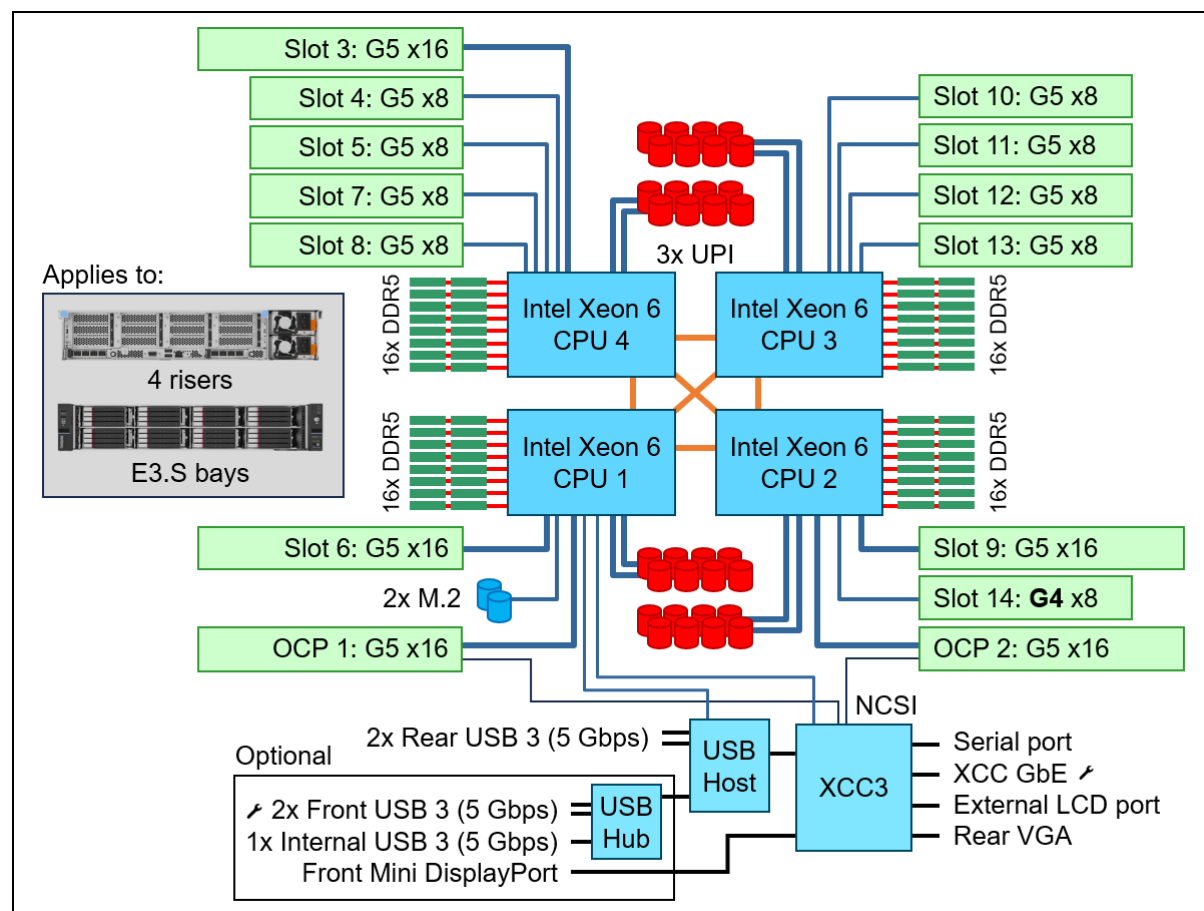 Slot 3: G5 x16
Slot 4: G5 x8
Slot 5: G5 x8
Slot 7: G5 x8
Slot 8: G5 x8
Slot 10: G5 x8
Slot 11: G5 x8
Slot 12: G5 x8
Slot 13: G5 x8
3x UPI
Applies to:
4 risers
E3.S bays
16x DDR5
Intel Xeon 6
CPU 4
Intel Xeon 6
CPU 3
16x DDR5
16x DDR5
Intel Xeon 6
CPU 1
Intel Xeon 6
CPU 2
16x DDR5
Slot 6: G5 x16
2x M.2
OCP 1: G5 x16
Slot 9: G5 x16
Slot 14: G4 x8
OCP 2: G5 x16
NCSI
2x Rear USB 3 (5 Gbps)
USB
Host
XCC3
Serial port
XCC GbE
External LCD port
Rear VGA
Optional
2x Front USB 3 (5 Gbps)
1x Internal USB 3 (5 Gbps)
USB
Hub
Front Mini DisplayPort